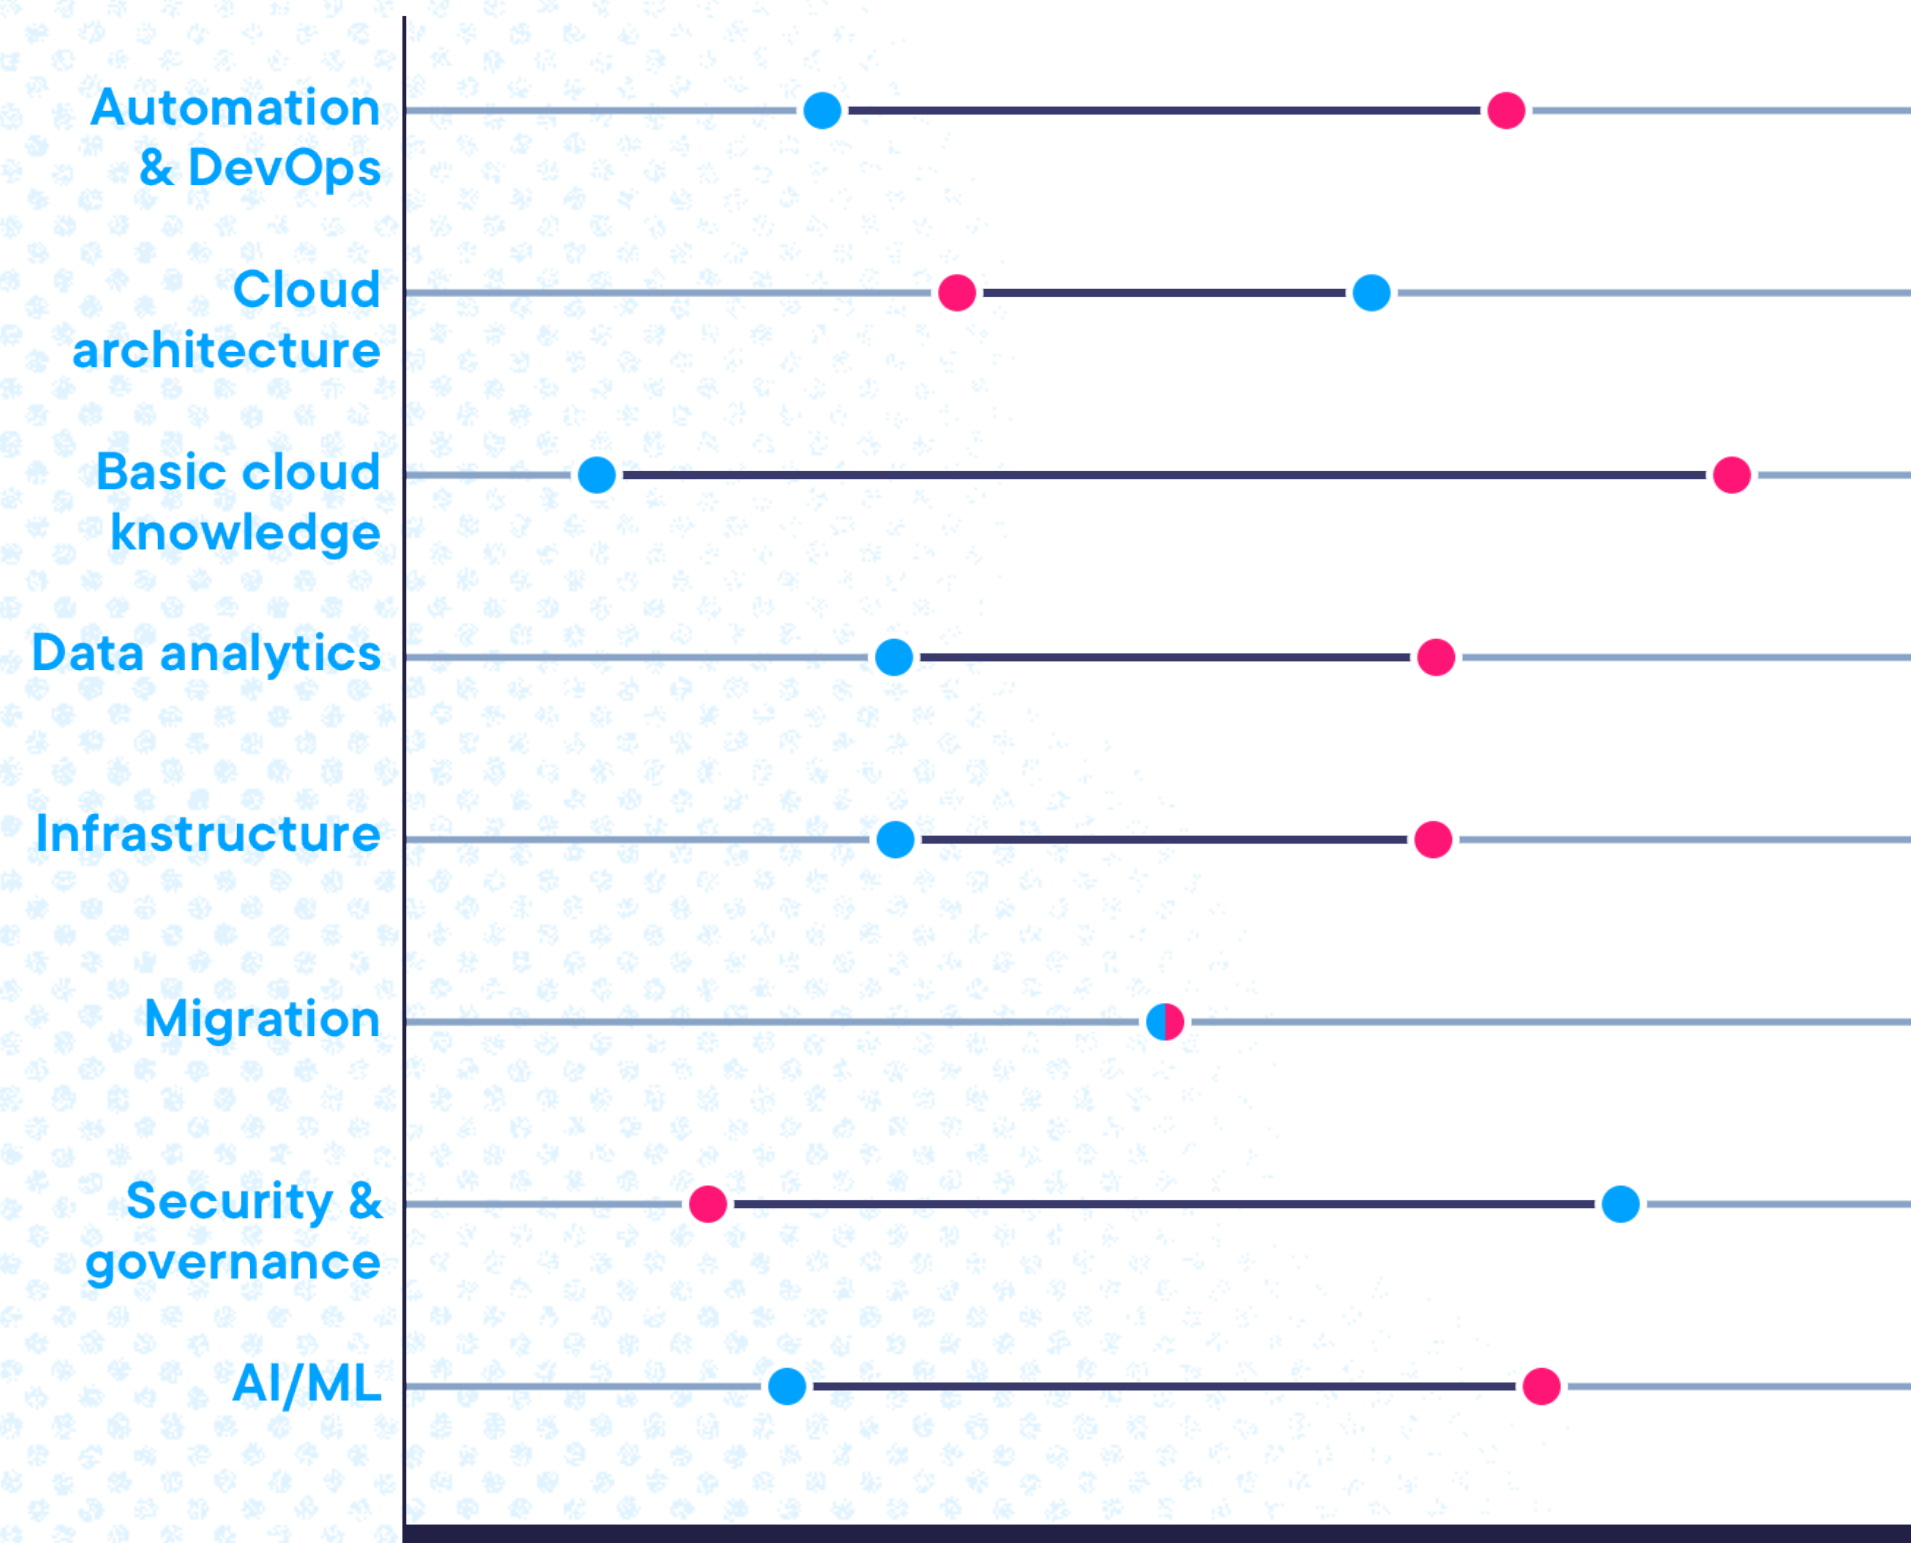 Automation
& DevOps
Cloud
architecture
Basic cloud
knowledge
Data analytics
Infrastructure
Migration
Security &
governance
AI/ML